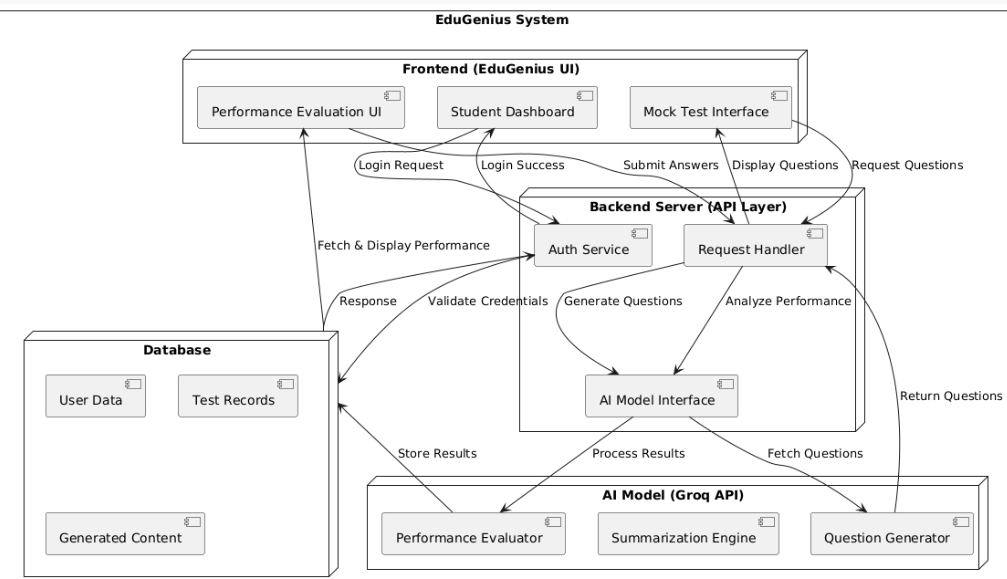 EduGenius System
Frontend (EduGenius UI)
Performance Evaluation UI
Student Dashboard
Mock Test Interface
Login Request
Login Success
Submit Answers
Display Questions
Request Questions
Backend Server (API Layer)
Auth Service
Request Handler
Fetch & Display Performance
Response
Validate Credentials
Generate Questions
Analyze Performance
Database
User Data
Test Records
AI Model Interface
Return Questions
Store Results
Process Results
Fetch Questions
AI Model (Groq API)
Generated Content
Performance Evaluator
Summarization Engine
Question Generator